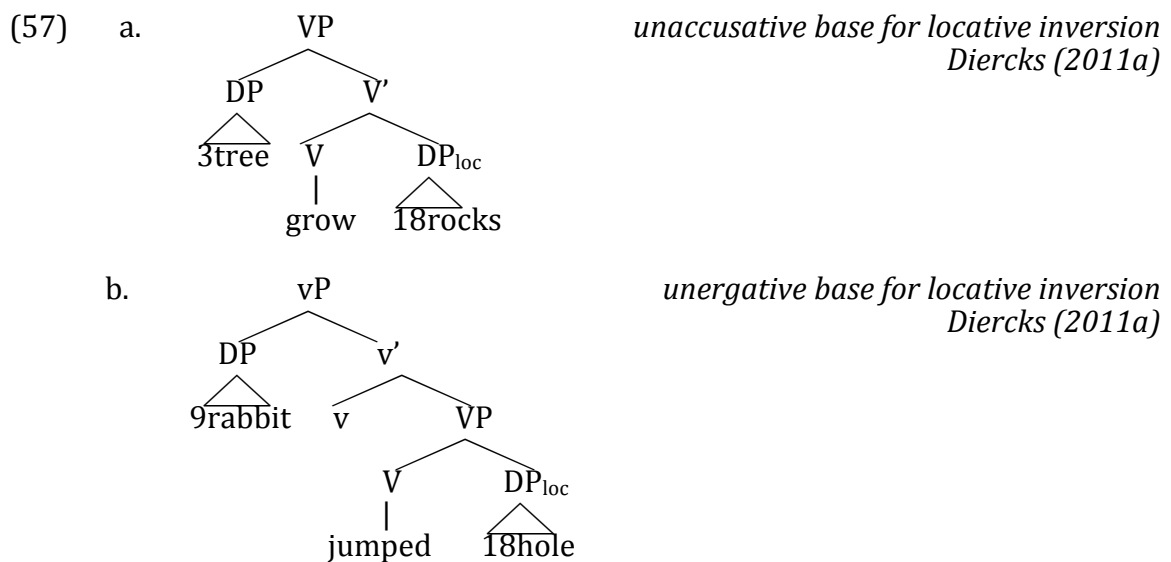 (57) a. VP unaccusative base for locative inversion
Diercks (2011a)
DP V’
3tree V DPloc
grow 18rocks
b. vP unergative base for locative inversion
Diercks (2011a)
DP v’
9rabbit v VP
V DPloc
jumped 18hole